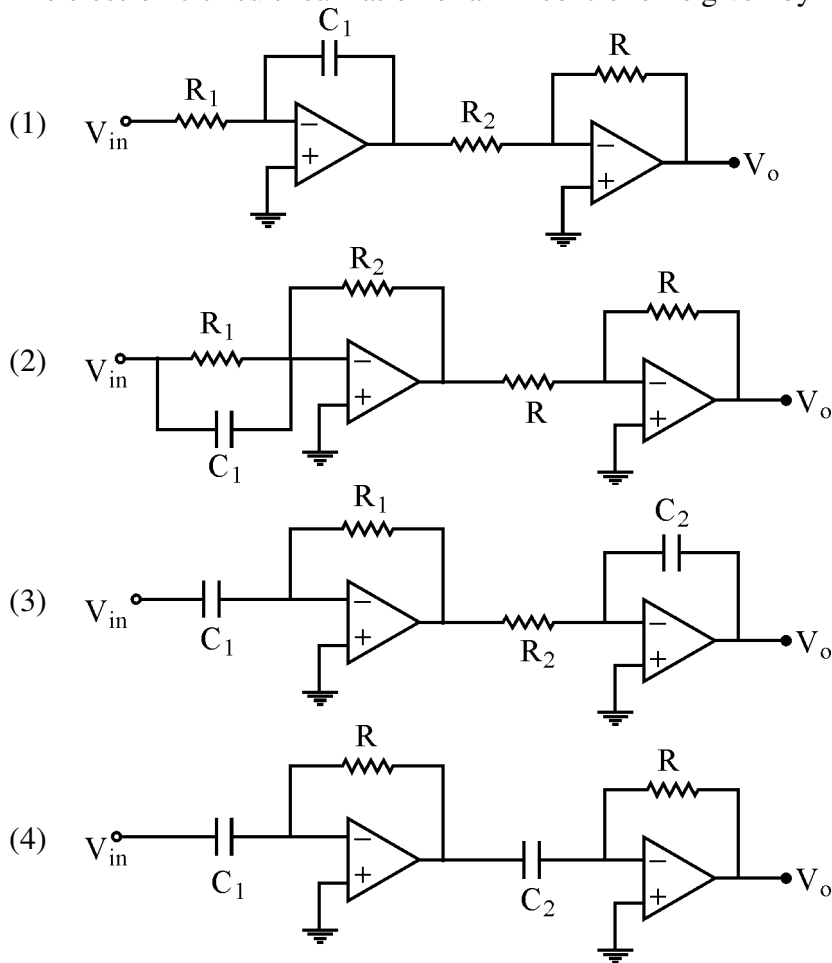 C1
R
(1) Vin R1 − + R2 − + Vo
R2
R
(2) Vin R1 − + R − + Vo
C1
R1
C2
(3) Vin C1 − + R2 − + Vo
R
R
(4) Vin C1 − + C2 − + Vo